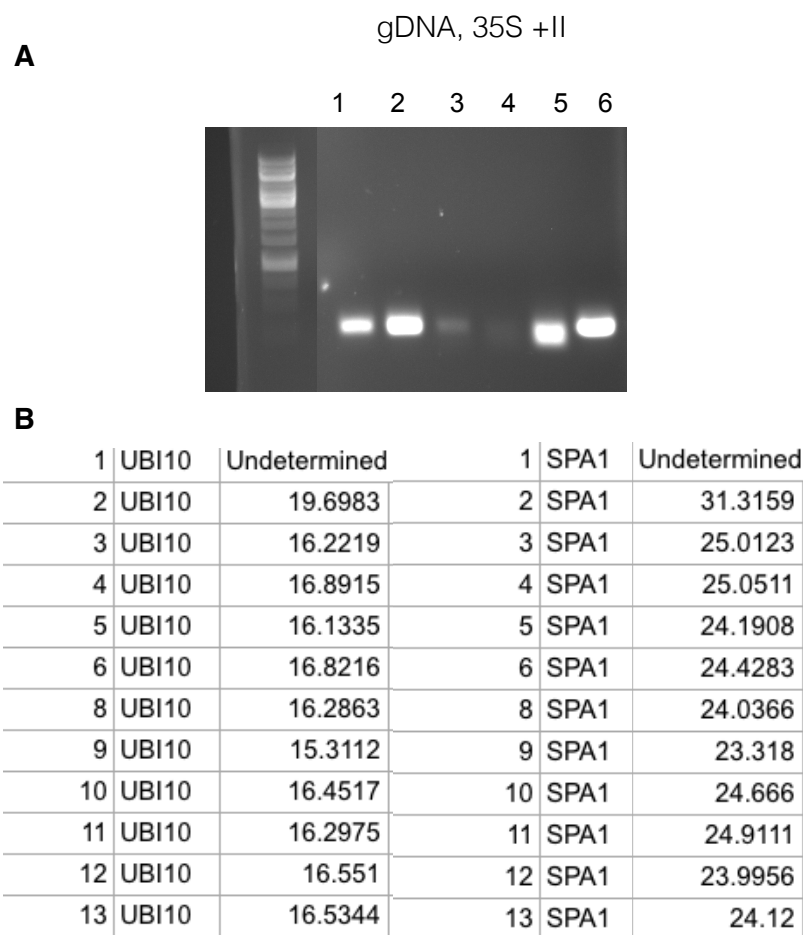 gDNA, 35S +II
A
1 2 3 4 5 6
B
1 UBI10 Undetermined 1 SPA1 Undetermined
2 UBI10 19.6983 2 SPA1 31.3159
3 UBI10 16.2219 3 SPA1 25.0123
4 UBI10 16.8915 4 SPA1 25.0511
5 UBI10 16.1335 5 SPA1 24.1908
6 UBI10 16.8216 6 SPA1 24.4283
8 UBI10 16.2863 8 SPA1 24.0366
9 UBI10 15.3112 9 SPA1 23.318
10 UBI10 16.4517 10 SPA1 24.666
11 UBI10 16.2975 11 SPA1 24.9111
12 UBI10 16.551 12 SPA1 23.9956
13 UBI10 16.5344 13 SPA1 24.12